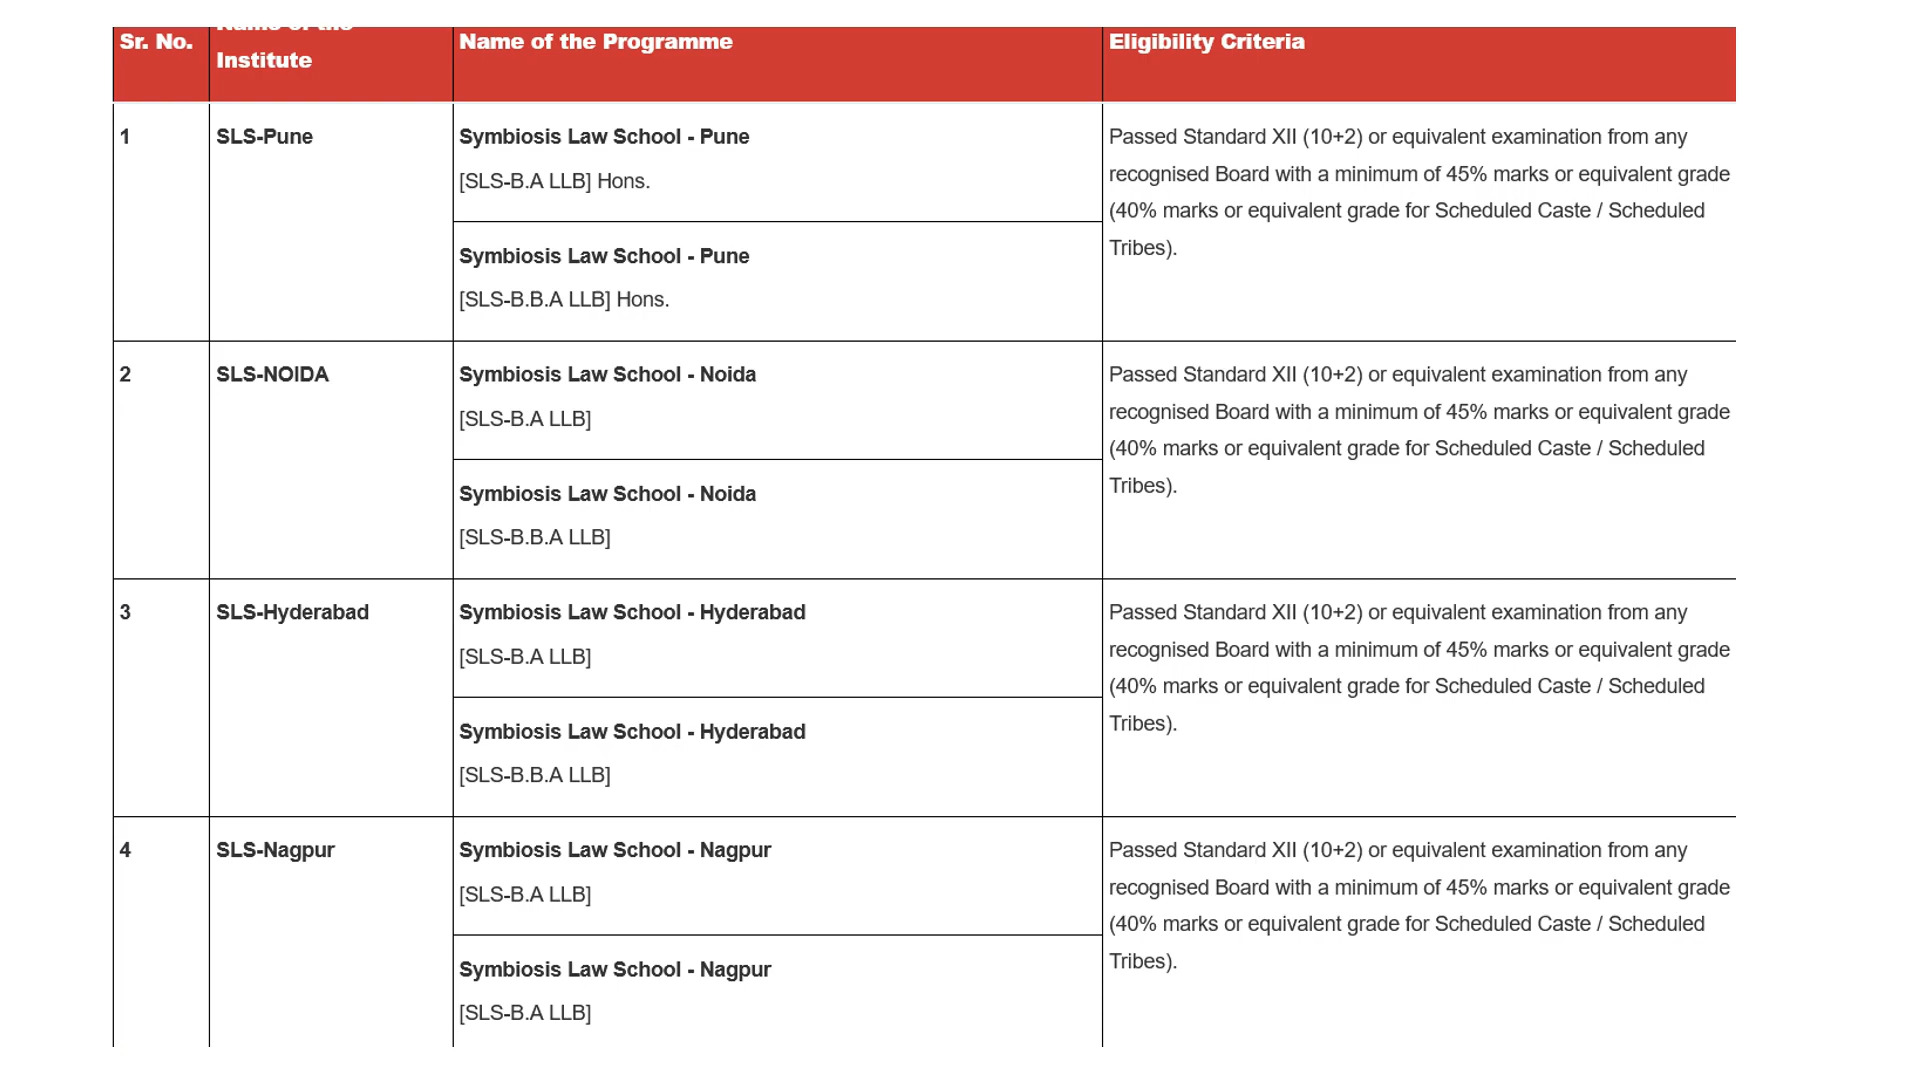 Sr. No.
Name of the
Institute
Name of the Programme
Eligibility Criteria
1
SLS-Pune
Symbiosis Law School - Pune
[SLS-B.A LLB] Hons.
Symbiosis Law School - Pune
[SLS-B.B.A LLB] Hons.
Passed Standard XII (10+2) or equivalent examination from any
recognised Board with a minimum of 45% marks or equivalent grade
(40% marks or equivalent grade for Scheduled Caste / Scheduled
Tribes).
2
SLS-NOIDA
Symbiosis Law School - Noida
[SLS-B.A LLB]
Symbiosis Law School - Noida
[SLS-B.B.A LLB]
Passed Standard XII (10+2) or equivalent examination from any
recognised Board with a minimum of 45% marks or equivalent grade
(40% marks or equivalent grade for Scheduled Caste / Scheduled
Tribes).
3
SLS-Hyderabad
Symbiosis Law School - Hyderabad
[SLS-B.A LLB]
Symbiosis Law School - Hyderabad
[SLS-B.B.A LLB]
Passed Standard XII (10+2) or equivalent examination from any
recognised Board with a minimum of 45% marks or equivalent grade
(40% marks or equivalent grade for Scheduled Caste / Scheduled
Tribes).
4
SLS-Nagpur
Symbiosis Law School - Nagpur
[SLS-B.A LLB]
Symbiosis Law School - Nagpur
[SLS-B.A LLB]
Passed Standard XII (10+2) or equivalent examination from any
recognised Board with a minimum of 45% marks or equivalent grade
(40% marks or equivalent grade for Scheduled Caste / Scheduled
Tribes).